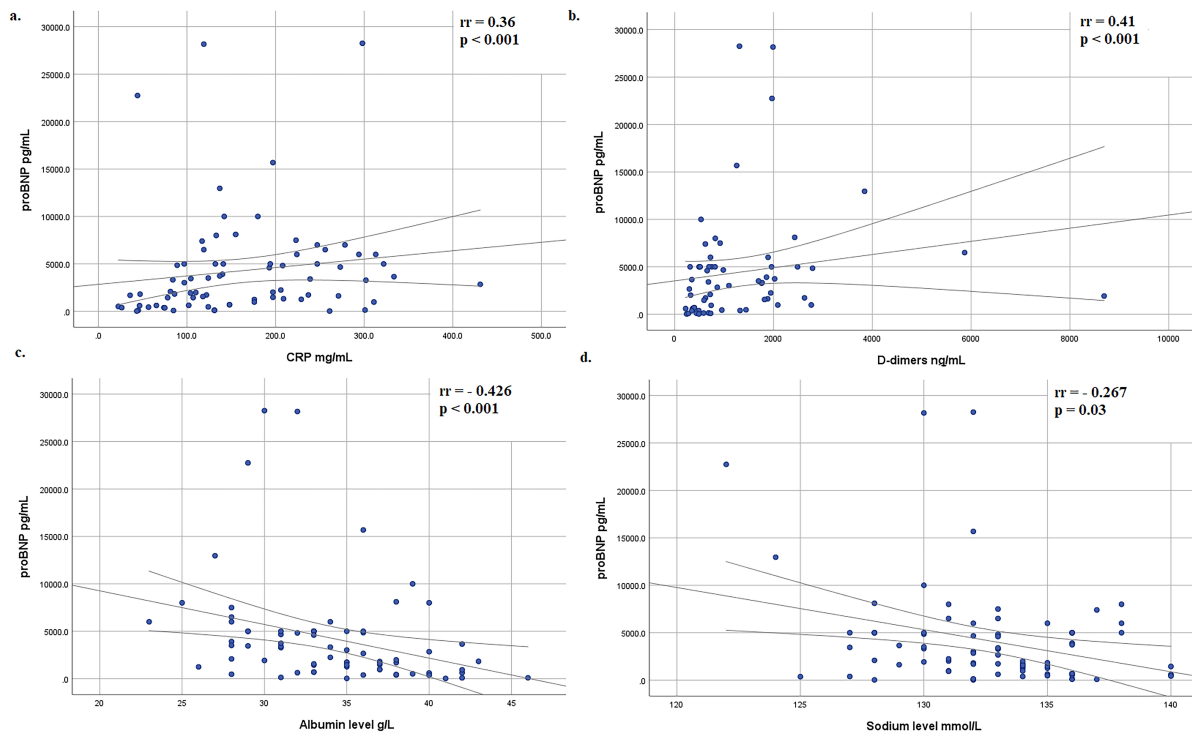 a.
rr = 0.36
p < 0.001
30000.0
25000.0
20000.0
15000.0
10000.0
5000.0
.0
proBNP pg/mL
.0 100.0 200.0 300.0 400.0 500.0
CRP mg/mL
b.
rr = 0.41
p < 0.001
30000.0
25000.0
20000.0
15000.0
10000.0
5000.0
.0
proBNP pg/mL
0 2000 4000 6000 8000 10000
D-dimers ng/mL
c.
rr = - 0.426
p < 0.001
30000.0
25000.0
20000.0
15000.0
10000.0
5000.0
.0
proBNP pg/mL
20 25 30 35 40 45
Albumin level g/L
d.
rr = - 0.267
p = 0.03
30000.0
25000.0
20000.0
15000.0
10000.0
5000.0
.0
proBNP pg/mL
120 125 130 135 140
Sodium level mmol/L